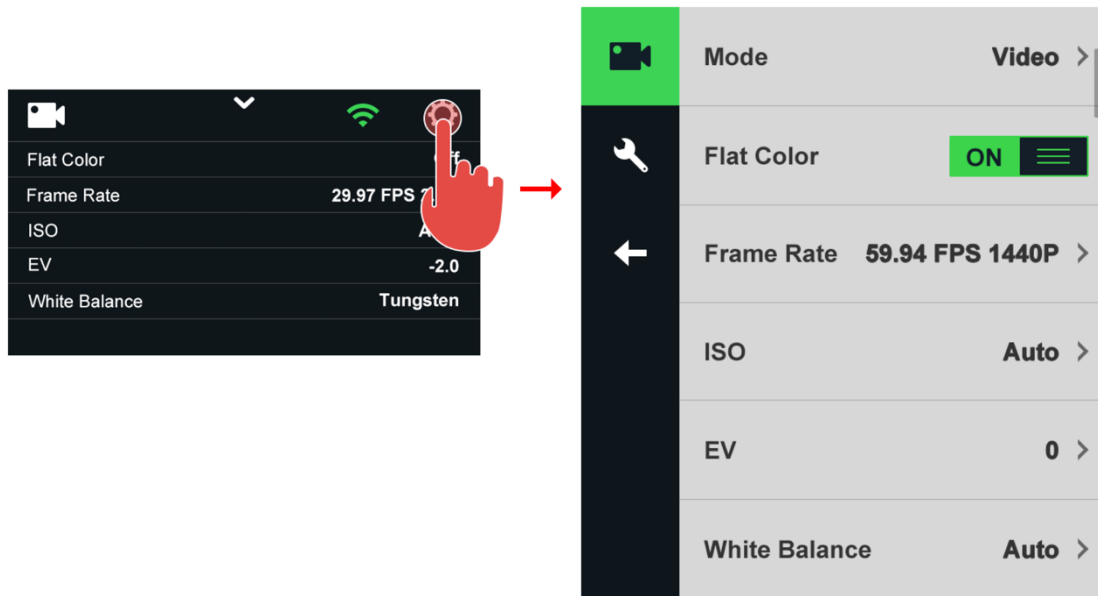 Flat Color
Frame Rate 29.97 FPS
ISO
EV -2.0
White Balance Tungsten
Mode Video
Flat Color ON
Frame Rate 59.94 FPS 1440P
ISO Auto
EV 0
White Balance Auto